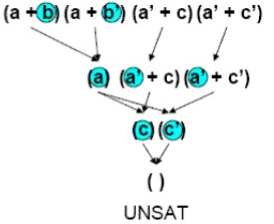 (a + b) (a + b') (a' + c) (a' + c')
(a) (a' + c) (a' + c')
(c) (c')
( )
UNSAT